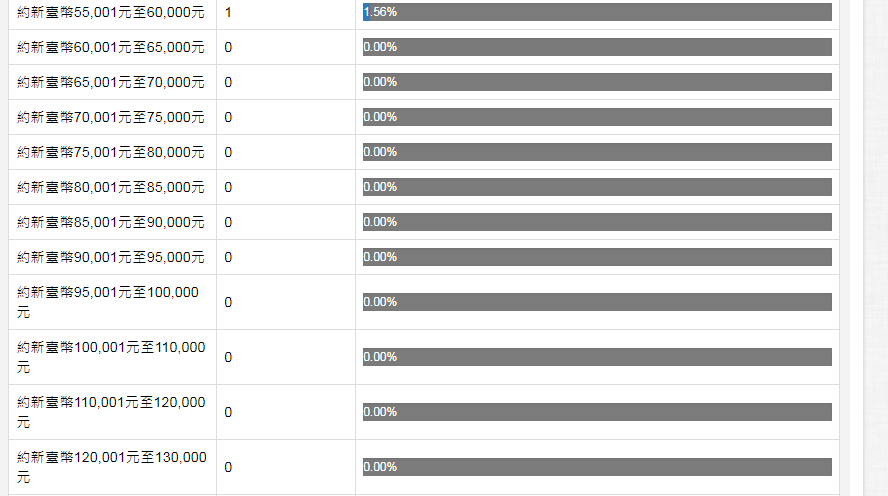 約新臺幣55,001元至60,000元 1 1.56%
約新臺幣60,001元至65,000元 0 0.00%
約新臺幣65,001元至70,000元 0 0.00%
約新臺幣70,001元至75,000元 0 0.00%
約新臺幣75,001元至80,000元 0 0.00%
約新臺幣80,001元至85,000元 0 0.00%
約新臺幣85,001元至90,000元 0 0.00%
約新臺幣90,001元至95,000元 0 0.00%
約新臺幣95,001元至100,000
元
0 0.00%
約新臺幣100,001元至110,000
元
0 0.00%
約新臺幣110,001元至120,000
元
0 0.00%
約新臺幣120,001元至130,000
元
0 0.00%